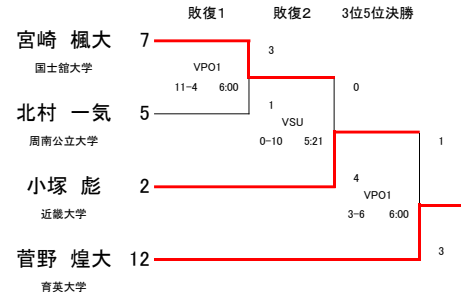 敗復1 敗復2 3位5位決勝
宮崎 楓大 7
国士舘大学
3
VPO1
11-4 6:00
0
北村 一気 5
周南公立大学
1
VSU
0-10 5:21
1
小塚 彪 2
近畿大学
4
VPO1
3-6 6:00
菅野 煌大 12
育英大学
3